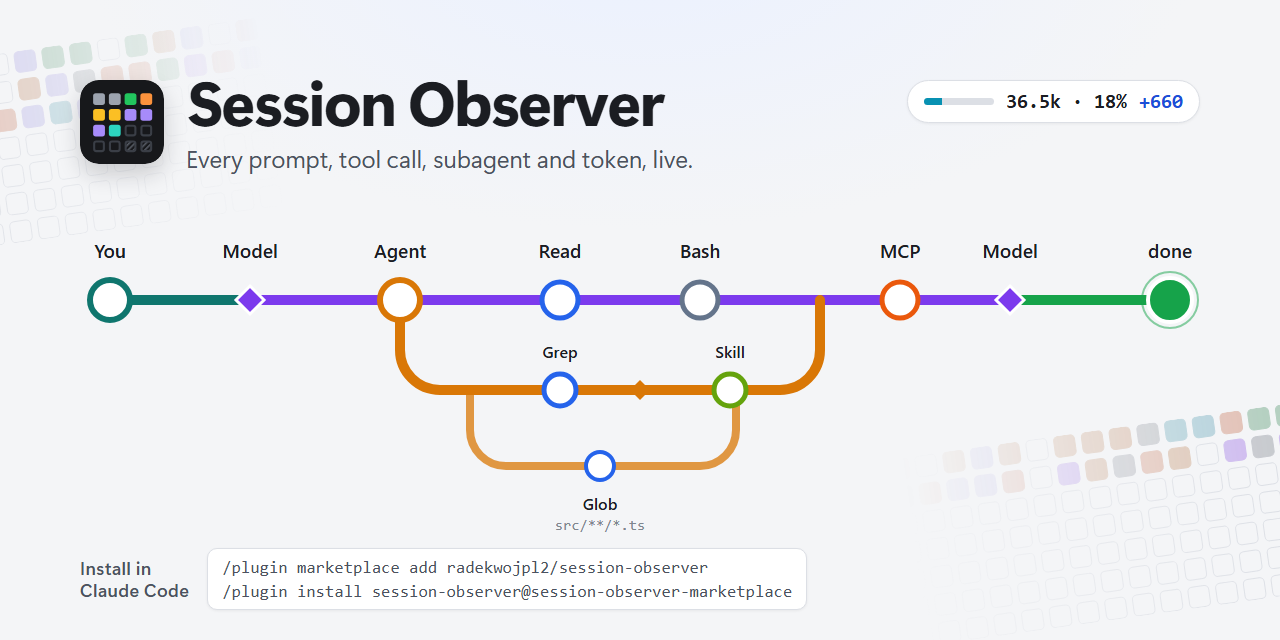 Session Observer
Every prompt, tool call, subagent and token, live.
36.5k · 18% +660
You Model Agent Read Bash MCP Model done
Grep Skill
Glob
src/**/*.ts
Install in
Claude Code
/plugin marketplace add radekwojpl2/session-observer
/plugin install session-observer@session-observer-marketplace